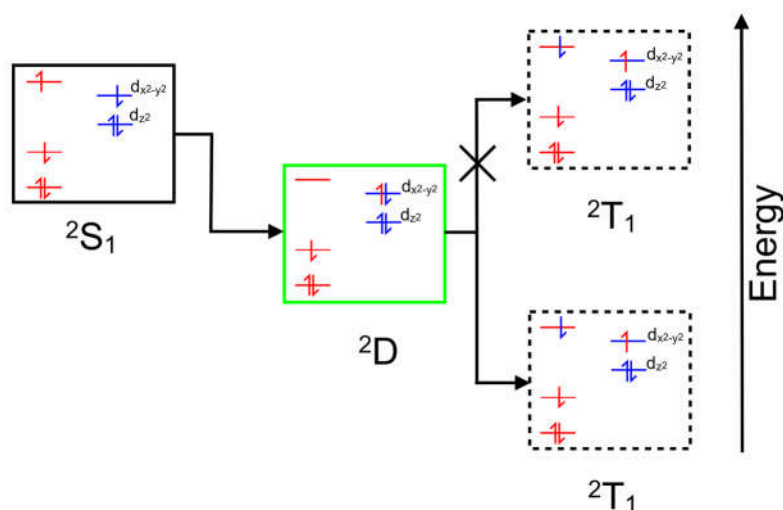 dx²-y²
dz²
²S₁
dx²-y²
dz²
²D
dx²-y²
dz²
²T₁
dx²-y²
dz²
²T₁
Energy